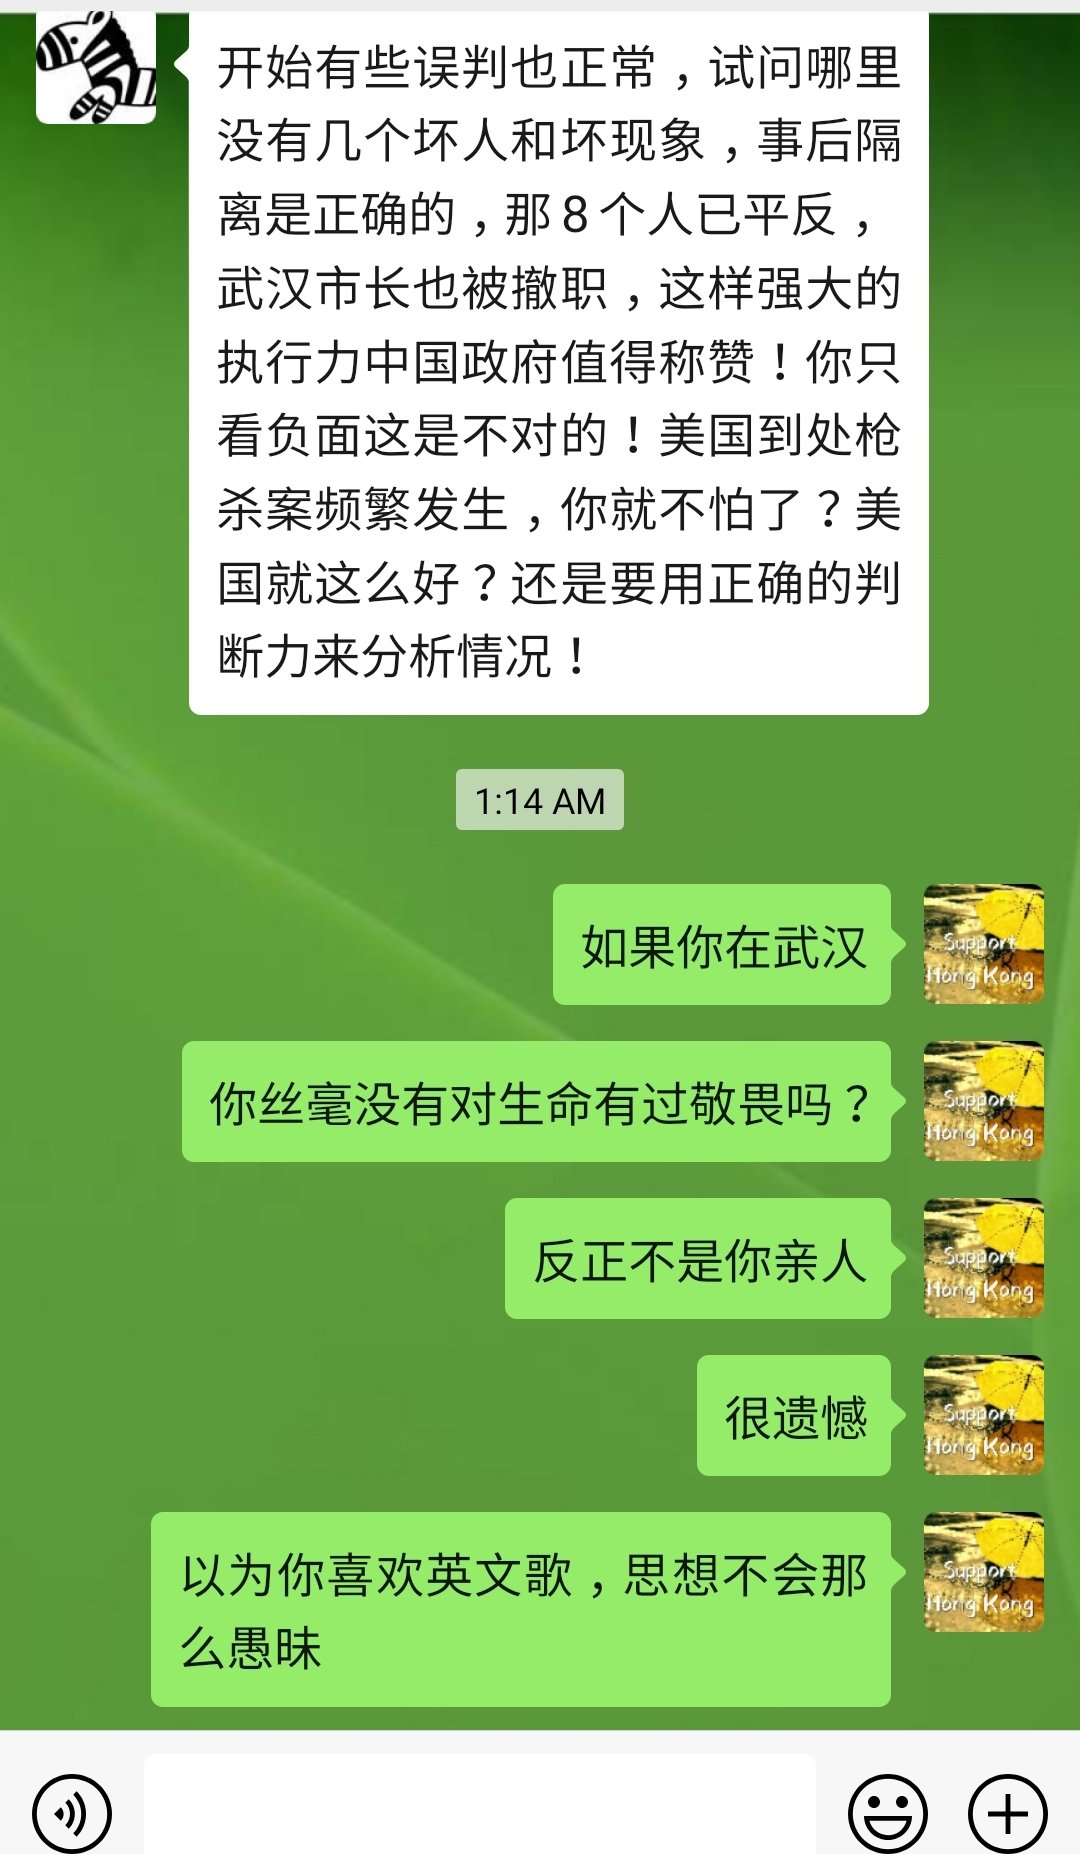 开始有些误判也正常，试问哪里
没有几个坏人和坏现象，事后隔
离是正确的，那8个人已平反，
武汉市长也被撤职，这样强大的
执行力中国政府值得称赞！你只
看负面这是不对的！美国到处枪
杀案频繁发生，你就不怕了？美
国就这么好？还是要用正确的判
断力来分析情况！
1:14 AM
如果你在武汉
Support
Hong Kong
你丝毫没有对生命有过敬畏吗？
Support
Hong Kong
反正不是你亲人
Support
Hong Kong
很遗憾
Support
Hong Kong
以为你喜欢英文歌，思想不会那
么愚昧
Support
Hong Kong